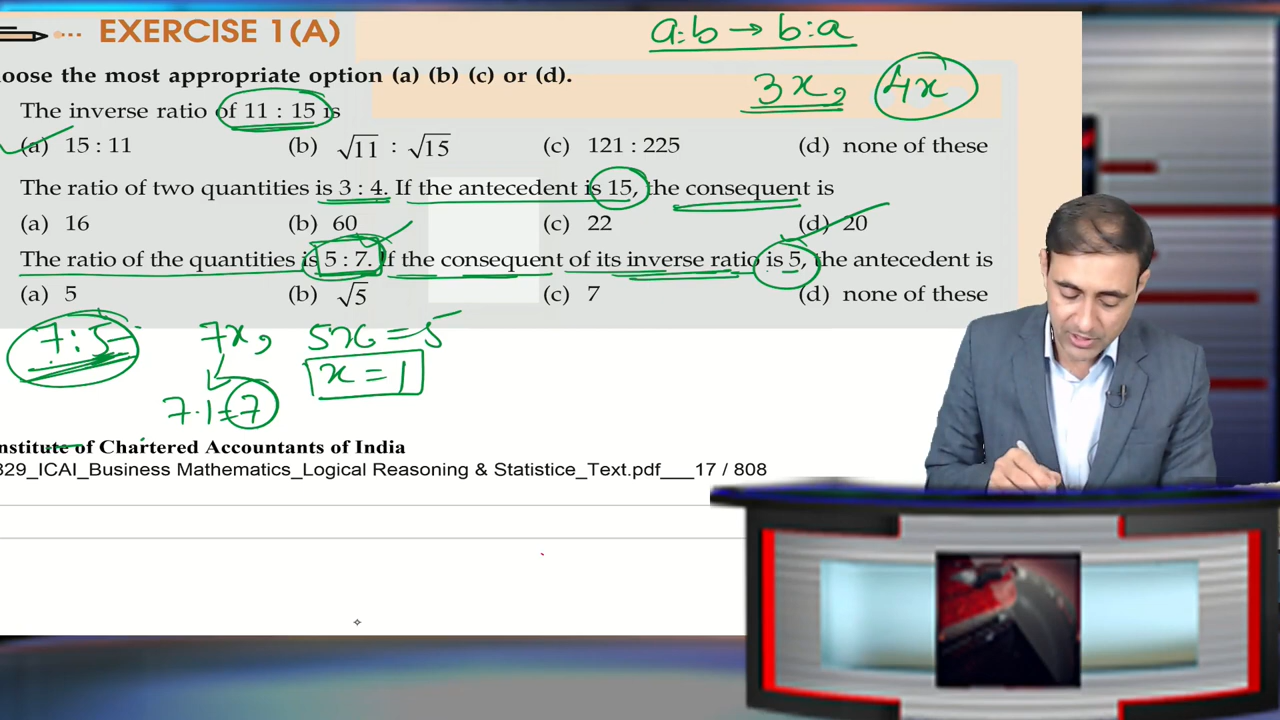 EXERCISE 1(A)
a:b → b:a
oose the most appropriate option (a) (b) (c) or (d).
3x, 4x
The inverse ratio of 11 : 15 is
(a) 15 : 11 (b) √11 : √15 (c) 121 : 225 (d) none of these
The ratio of two quantities is 3 : 4. If the antecedent is 15, the consequent is
(a) 16 (b) 60 (c) 22 (d) 20
The ratio of the quantities is 5 : 7. If the consequent of its inverse ratio is 5, the antecedent is
(a) 5 (b) √5 (c) 7 (d) none of these
7:5 7x, 5x = 5
x = 1
7·1=7
nstitute of Chartered Accountants of India
329_ICAI_Business Mathematics_Logical Reasoning & Statistice_Text.pdf___17 / 808